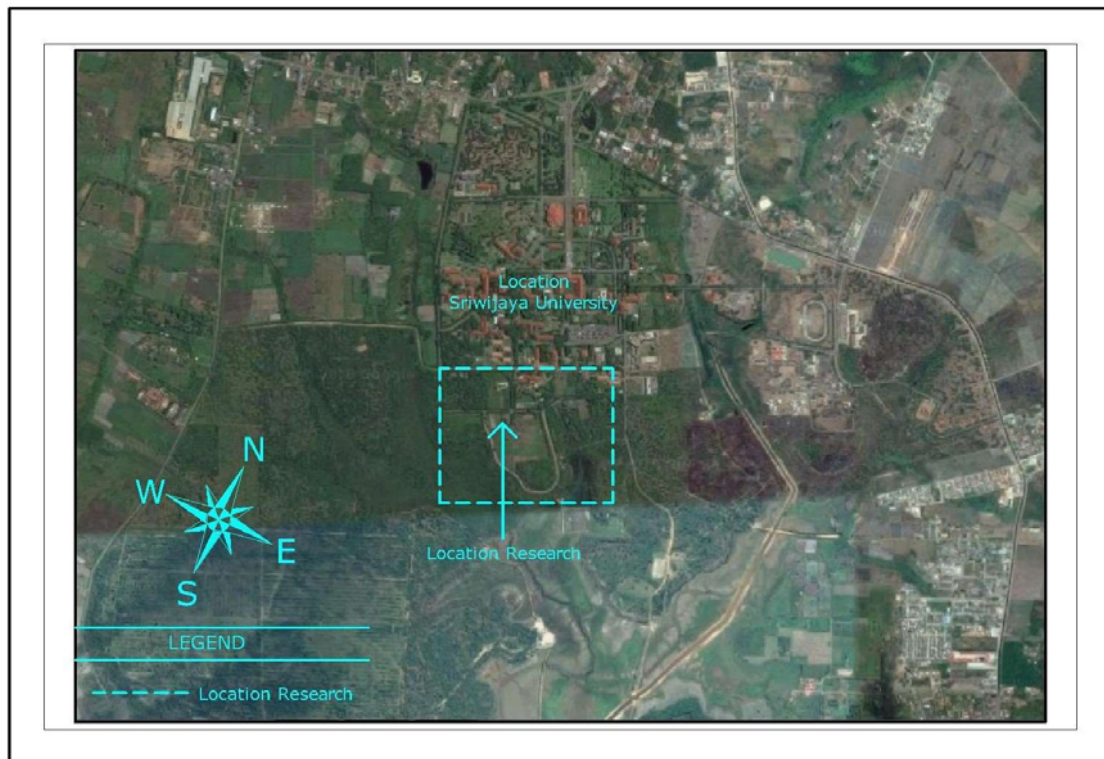 Location
Sriwijaya University
N
W
E
S
Location Research
LEGEND
Location Research